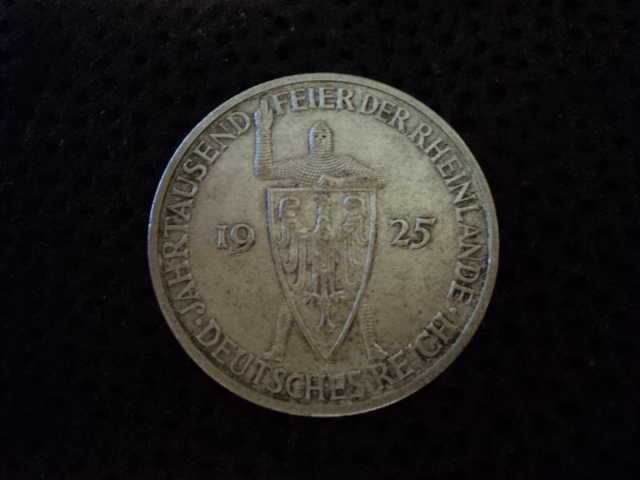 JAHRTAUSENDFEIER DER RHEINLANDE
19 25
· DEUTSCHES REICH ·